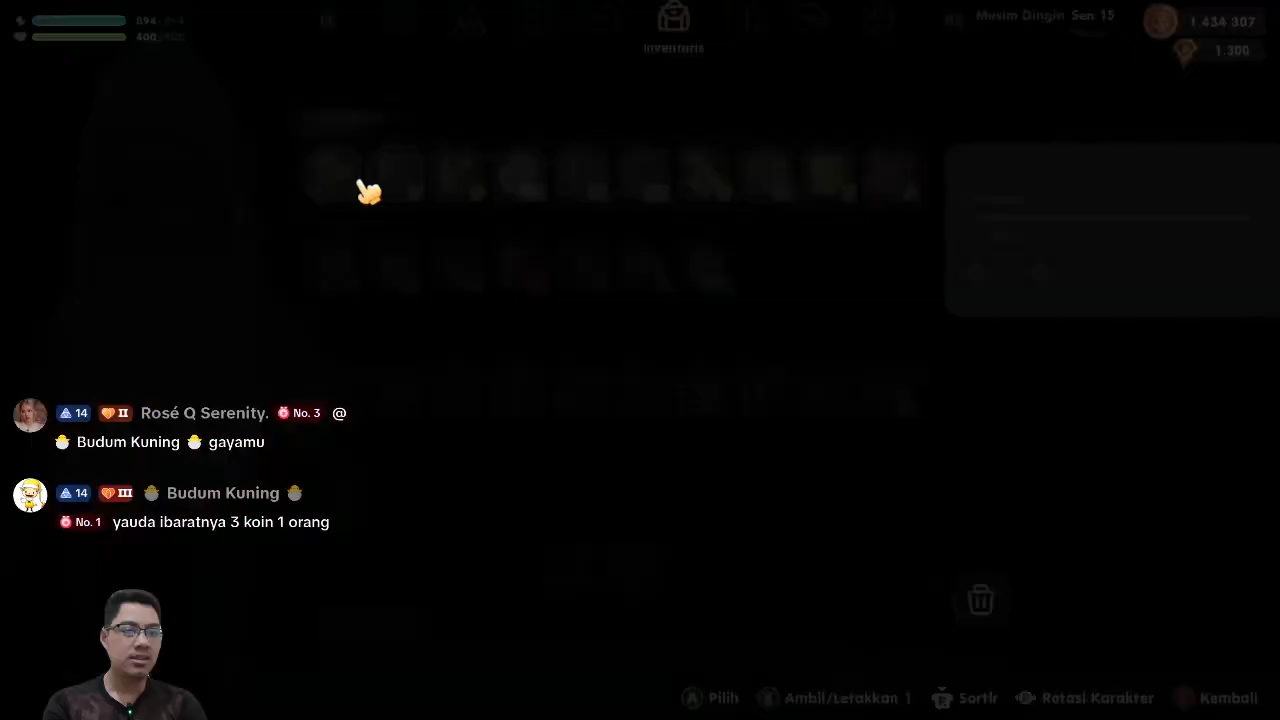 894
400
Inventaris
Musim Dingin Sen 15
1 434 307
1.300
14 II Rosé Q Serenity. No. 3 @
Budum Kuning gayamu
14 III Budum Kuning
No. 1 yauda ibaratnya 3 koin 1 orang
A Pilih
Ambil/Letakkan 1
Sortir
Rotasi Karakter
Kembali